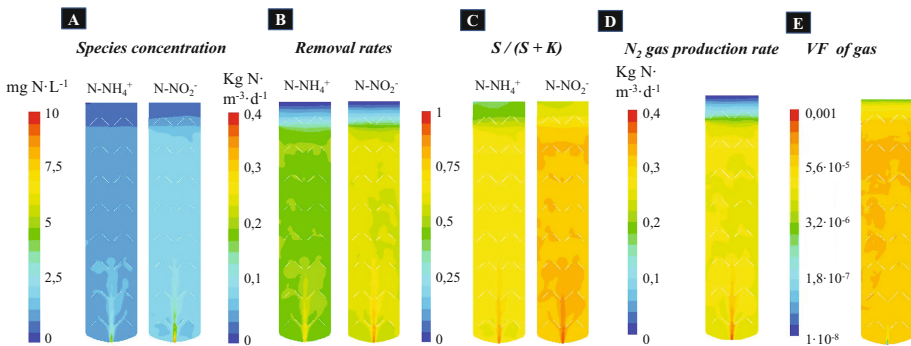 A
B
C
D
E
Species concentration
Removal rates
S / (S + K)
N₂ gas production rate
VF of gas
mg N·L⁻¹
N-NH₄⁺
N-NO₂⁻
10
7,5
5
2,5
0
Kg N·
m⁻³·d⁻¹
N-NH₄⁺
N-NO₂⁻
0,4
0,3
0,2
0,1
0
N-NH₄⁺
N-NO₂⁻
1
0,75
0,5
0,25
0
Kg N·
m⁻³·d⁻¹
0,4
0,3
0,2
0,1
0
0,001
5,6·10⁻⁵
3,2·10⁻⁶
1,8·10⁻⁷
1·10⁻⁸